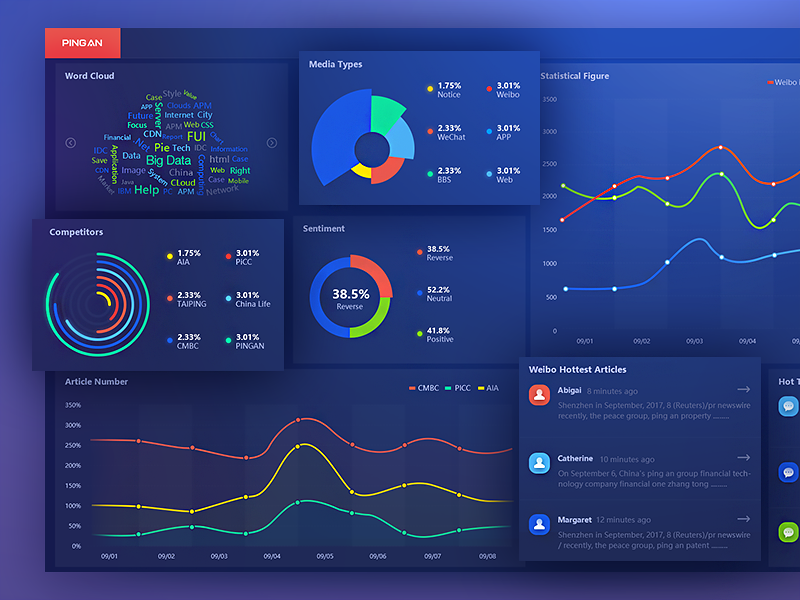 PINGAN
Word Cloud
Case
Style
Value
APP
Clouds
APM
Future
Server
Internet
City
Focus
APM
Web
CSS
Financial
CDN
Report
FUI
Chart
.Net
Pie
Tech
IDC
Information
IDC
Application
Data
Big Data
html
Case
Save
CDN
Image
System
China
Web
Right
Market
Java
CLoud
Case
Mobile
IBM
Help
PC
APM
Network
Media Types
1.75%
Notice
3.01%
Weibo
2.33%
WeChat
3.01%
APP
2.33%
BBS
3.01%
Web
Statistical Figure
Weibo
3500
3000
2500
2000
1500
1000
500
0
09/01
09/02
09/03
09/04
09/
Competitors
1.75%
AIA
3.01%
PiCC
2.33%
TAIPING
3.01%
China Life
2.33%
CMBC
3.01%
PINGAN
Sentiment
38.5%
Reverse
38.5%
Reverse
52.2%
Neutral
41.8%
Positive
Article Number
CMBC
PICC
AIA
350%
300%
250%
200%
150%
100%
50%
0%
09/01
09/02
09/03
09/04
09/05
09/06
09/07
09/08
Weibo Hottest Articles
Abigai 8 minutes ago
Shenzhen in September, 2017, 8 (Reuters)/pr newswire
recently, the peace group, ping an property ........
Catherine 10 minutes ago
On September 6, China's ping an group financial tech-
nology company financial one zhang tong ........
Margaret 12 minutes ago
Shenzhen in September, 2017, 8 (Reuters)/pr newswire
/ recently, the peace group, ping an patent ........
Hot T